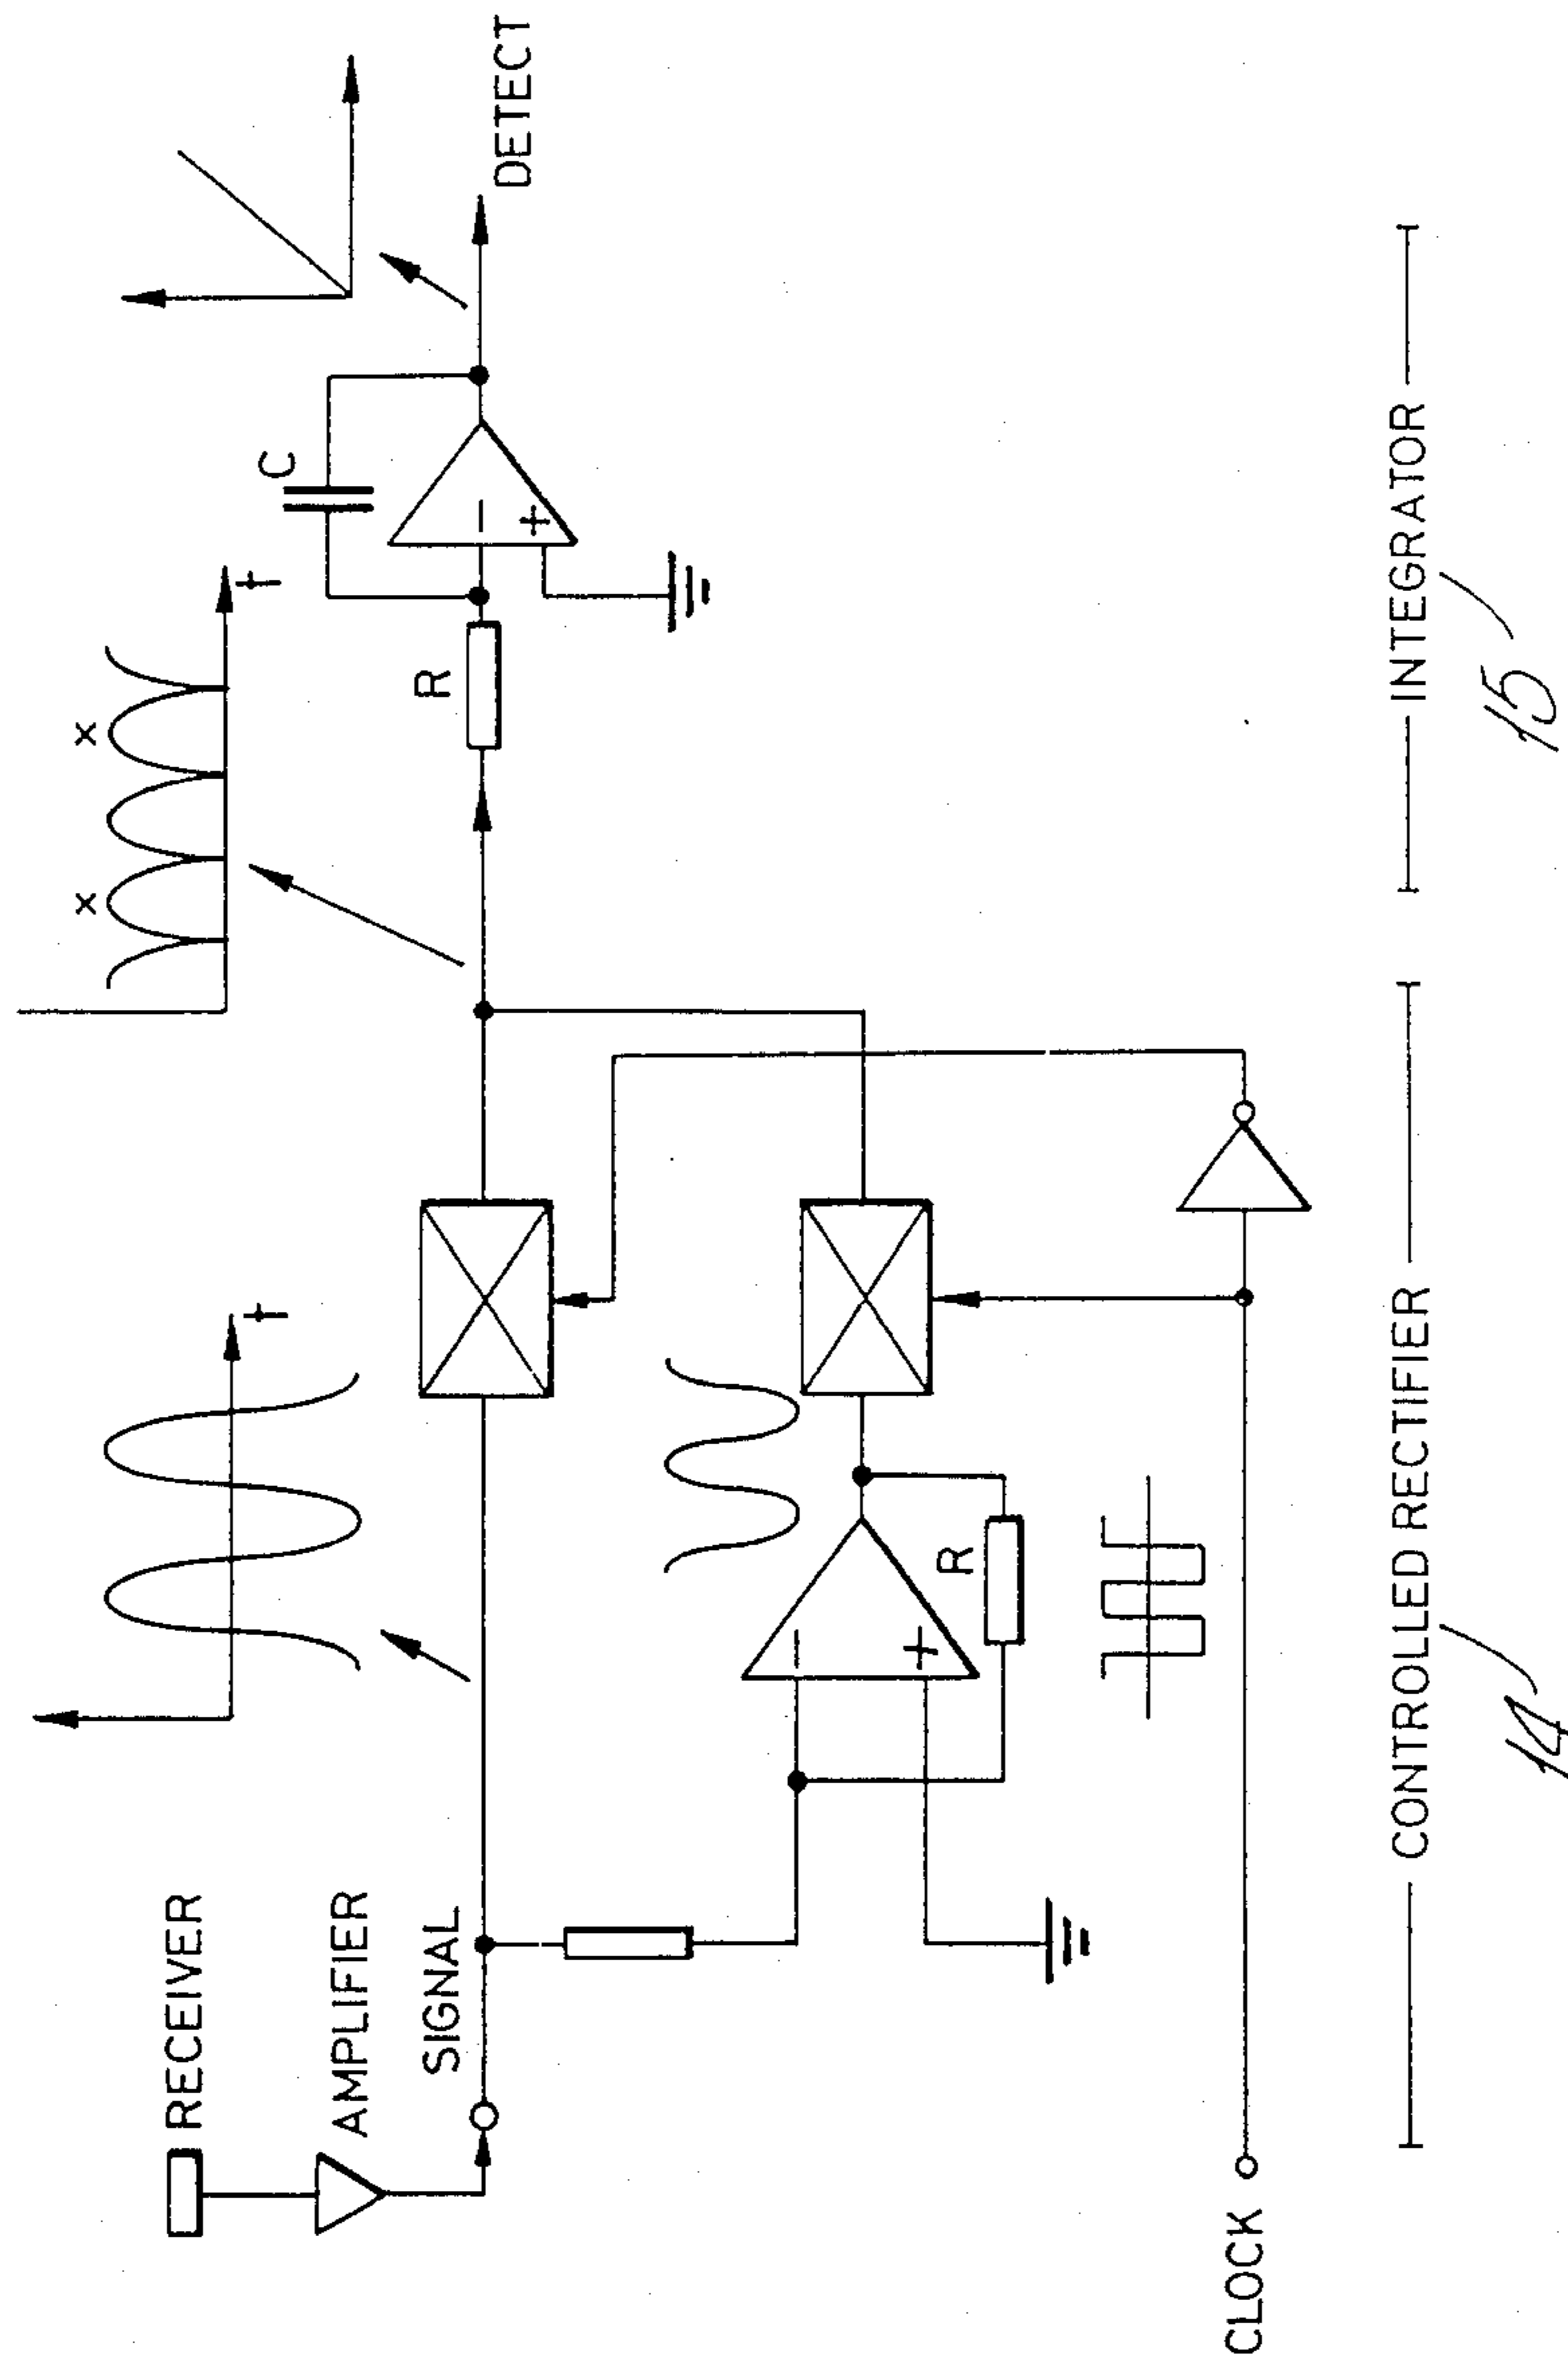 RECEIVER
AMPLIFIER
SIGNAL
t
x x
t
R
C
− +
DETECT
− +
R
CLOCK
CONTROLLED RECTIFIER
14
INTEGRATOR
15